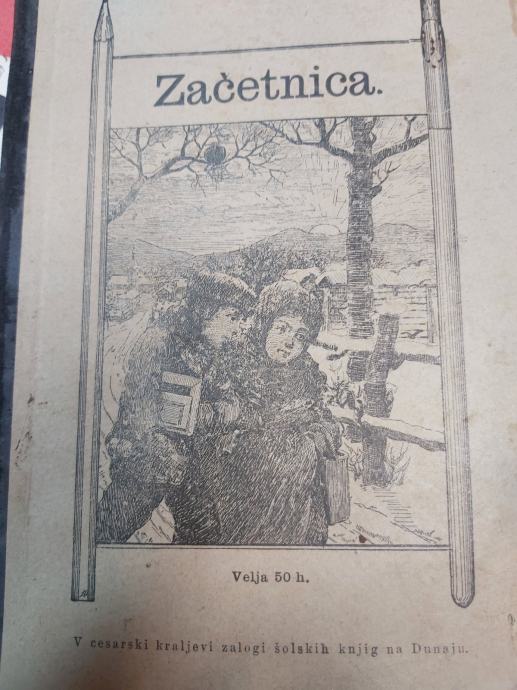 Začetnica.
Velja 50 h.
V cesarski kraljevi zalogi šolskih knjig na Dunaju.